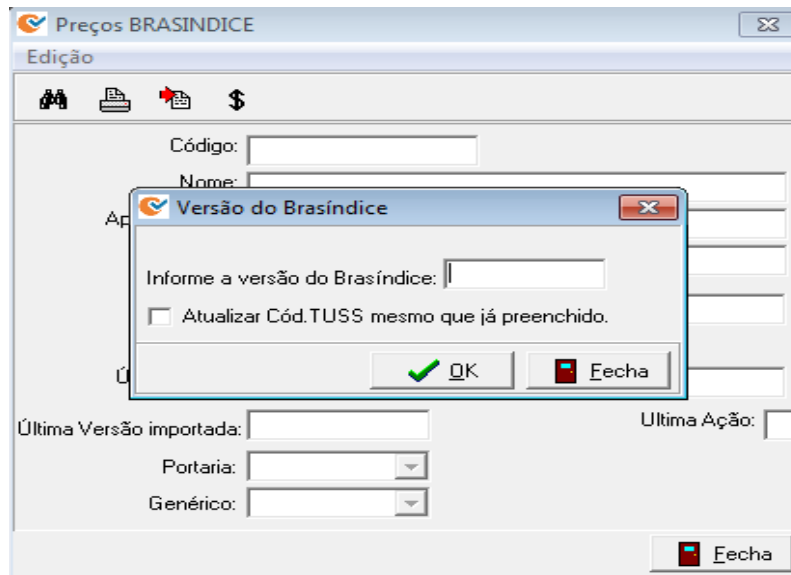 Preços BRASINDICE
Edição
$
Código:
Nome:
Versão do Brasíndice
Informe a versão do Brasíndice:
Atualizar Cód.TUSS mesmo que já preenchido.
OK
Fecha
Última Versão importada:
Ultima Ação:
Portaria:
Genérico:
Fecha